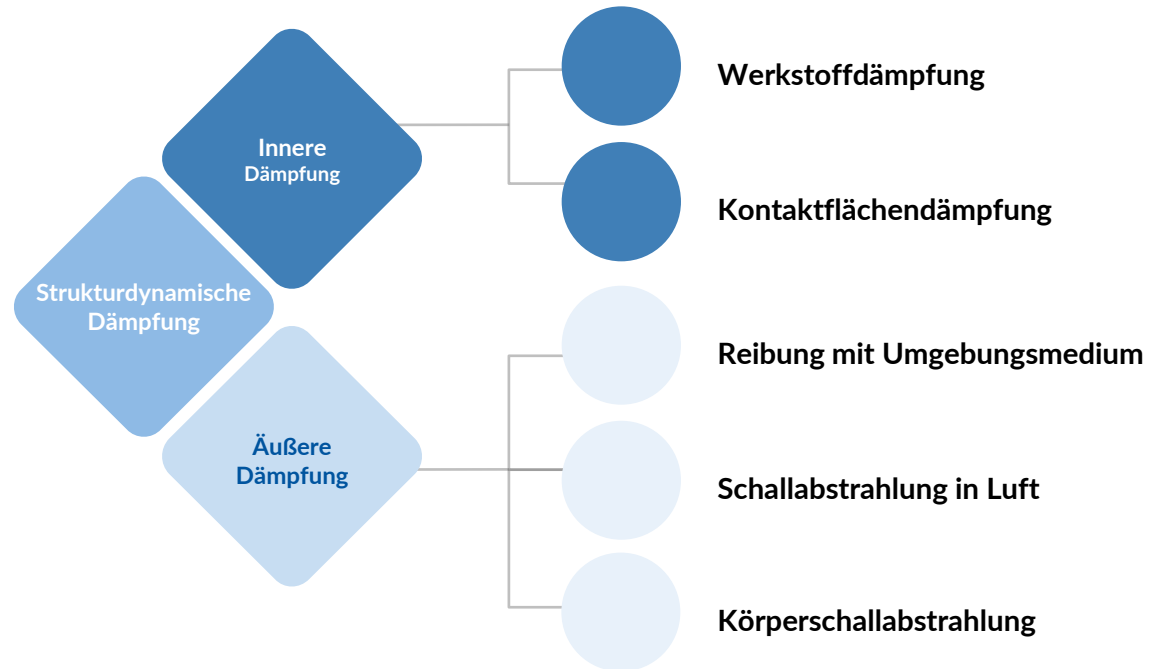 Innere
Dämpfung
Werkstoffdämpfung
Kontaktflächendämpfung
Strukturdynamische
Dämpfung
Äußere
Dämpfung
Reibung mit Umgebungsmedium
Schallabstrahlung in Luft
Körperschallabstrahlung